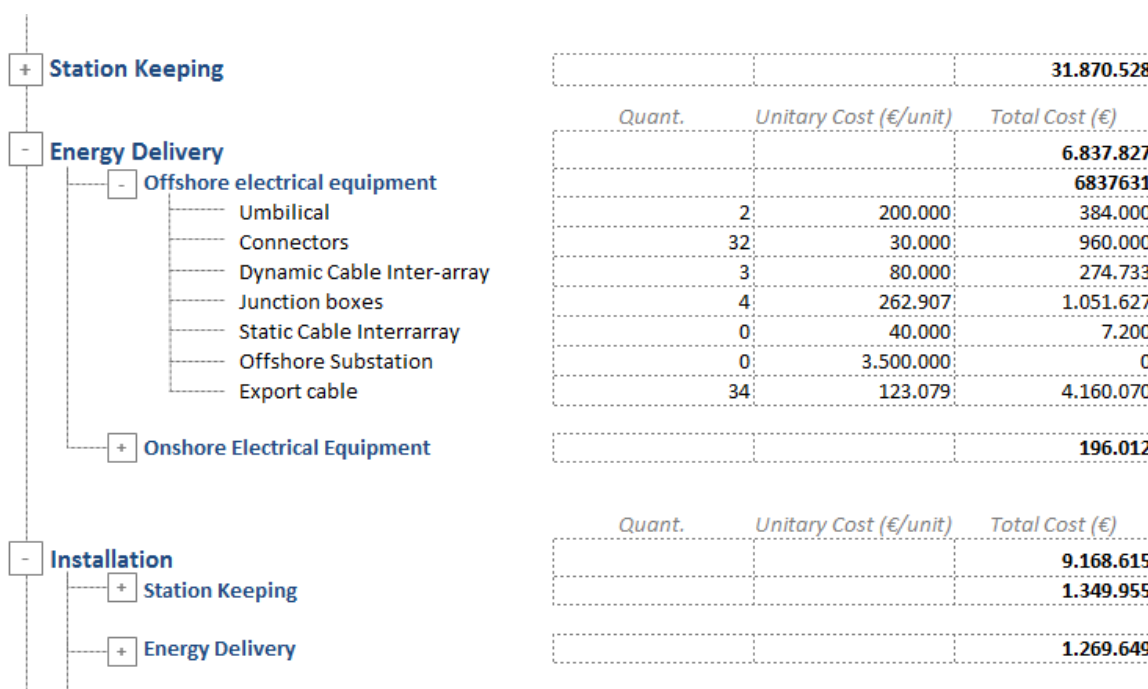 + Station Keeping 31.870.528
Quant. Unitary Cost (€/unit) Total Cost (€)
- Energy Delivery 6.837.827
- Offshore electrical equipment 6837631
Umbilical 2 200.000 384.000
Connectors 32 30.000 960.000
Dynamic Cable Inter-array 3 80.000 274.733
Junction boxes 4 262.907 1.051.627
Static Cable Interrarray 0 40.000 7.200
Offshore Substation 0 3.500.000 0
Export cable 34 123.079 4.160.070
+ Onshore Electrical Equipment 196.012
Quant. Unitary Cost (€/unit) Total Cost (€)
- Installation 9.168.615
+ Station Keeping 1.349.955
+ Energy Delivery 1.269.649